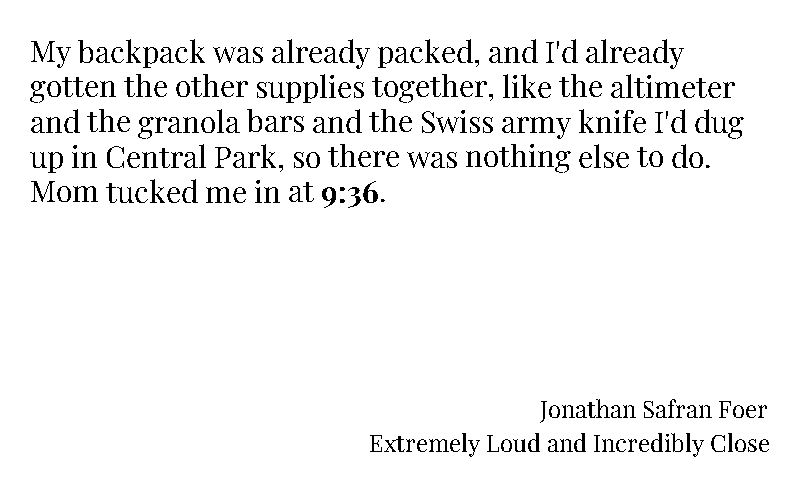 My backpack was already packed, and I'd already
gotten the other supplies together, like the altimeter
and the granola bars and the Swiss army knife I'd dug
up in Central Park, so there was nothing else to do.
Mom tucked me in at 9:36.
Jonathan Safran Foer
Extremely Loud and Incredibly Close